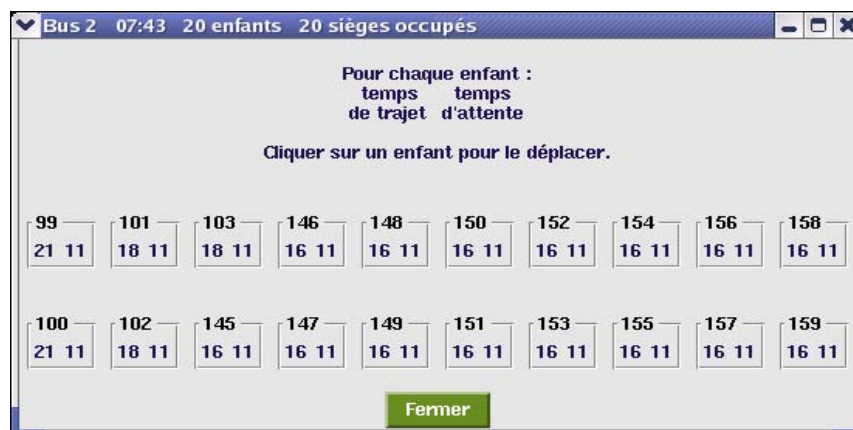 Bus 2 07:43 20 enfants 20 sièges occupés
Pour chaque enfant :
temps temps
de trajet d'attente
Cliquer sur un enfant pour le déplacer.
99 101 103 146 148 150 152 154 156 158
21 11 18 11 18 11 16 11 16 11 16 11 16 11 16 11 16 11 16 11
100 102 145 147 149 151 153 155 157 159
21 11 18 11 16 11 16 11 16 11 16 11 16 11 16 11 16 11 16 11
Fermer